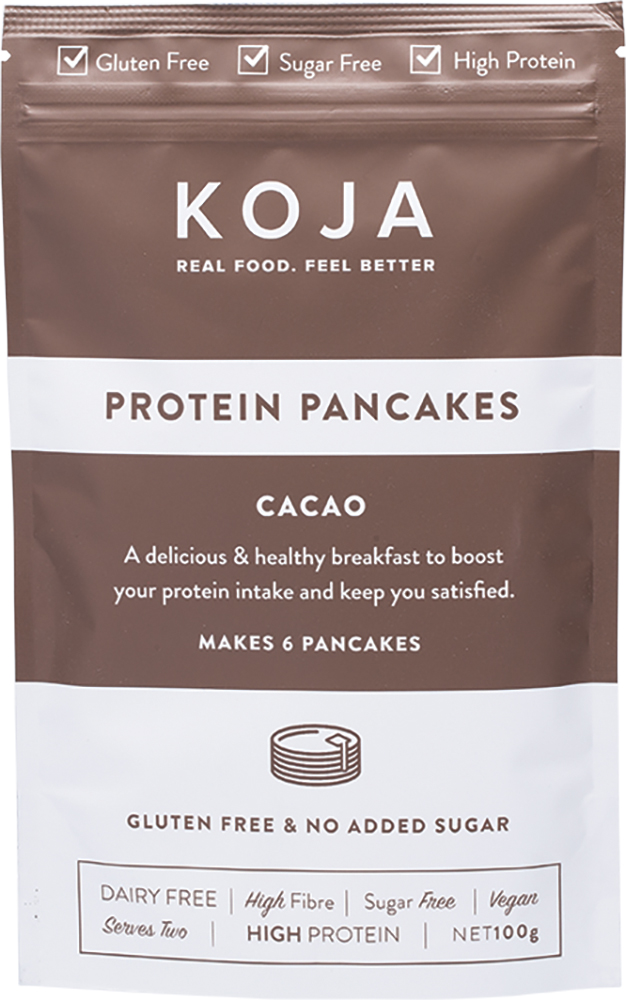 Gluten Free Sugar Free High Protein
KOJA
REAL FOOD. FEEL BETTER
PROTEIN PANCAKES
CACAO
A delicious & healthy breakfast to boost
your protein intake and keep you satisfied.
MAKES 6 PANCAKES
GLUTEN FREE & NO ADDED SUGAR
DAIRY FREE | High Fibre | Sugar Free | Vegan
Serves Two | HIGH PROTEIN | NET100g